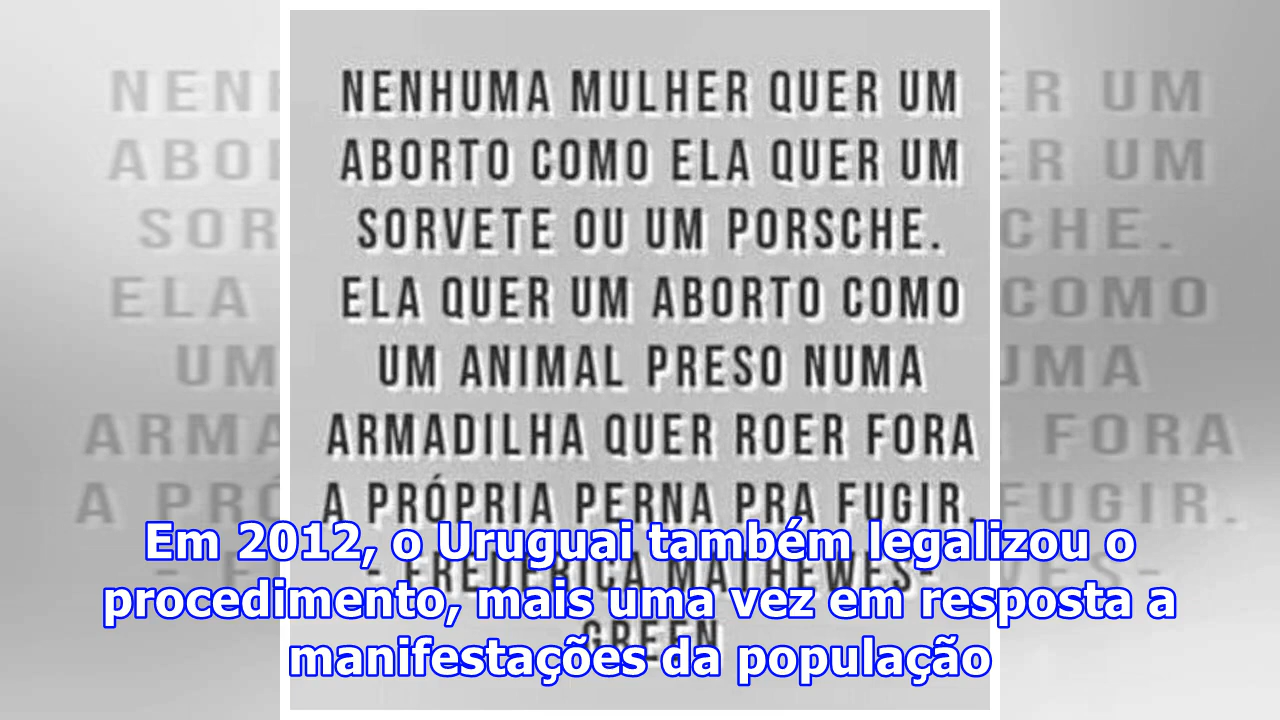 NENHUMA MULHER QUER UM
ABORTO COMO ELA QUER UM
SORVETE OU UM PORSCHE.
ELA QUER UM ABORTO COMO
UM ANIMAL PRESO NUMA
ARMADILHA QUER ROER FORA
A PRÓPRIA PERNA PRA FUGIR.
- FREDERICA MATHEWES-
GREEN
Em 2012, o Uruguai também legalizou o
procedimento, mais uma vez em resposta a
manifestações da população